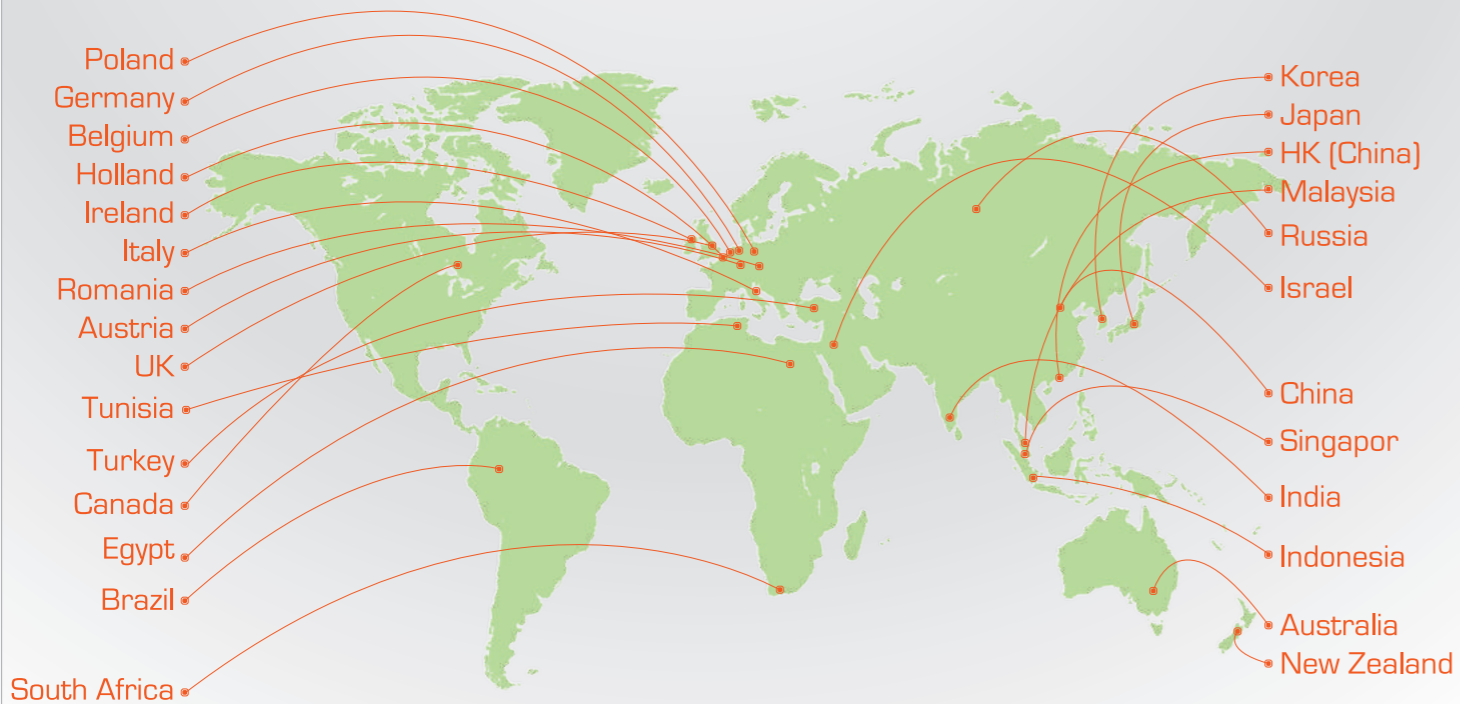 Poland
Germany
Belgium
Holland
Ireland
Italy
Romania
Austria
UK
Tunisia
Turkey
Canada
Egypt
Brazil
South Africa
Korea
Japan
HK (China)
Malaysia
Russia
Israel
China
Singapor
India
Indonesia
Australia
New Zealand